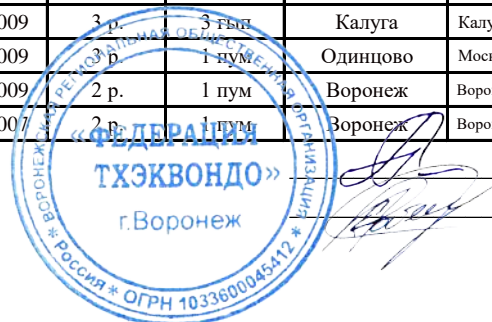 009 3 р. 3 гып Калуга Калу
009 3 р. 1 пум Одинцово Моск
009 2 р. 1 пум Воронеж Воро
007 2 р. 1 пум Воронеж Воро
ВОРОНЕЖСКАЯ РЕГИОНАЛЬНАЯ ОБЩЕСТВЕННАЯ ОРГАНИЗАЦИЯ
«ФЕДЕРАЦИЯ
ТХЭКВОНДО»
г.Воронеж
* РОССИЯ * ОГРН 1033600045412 *